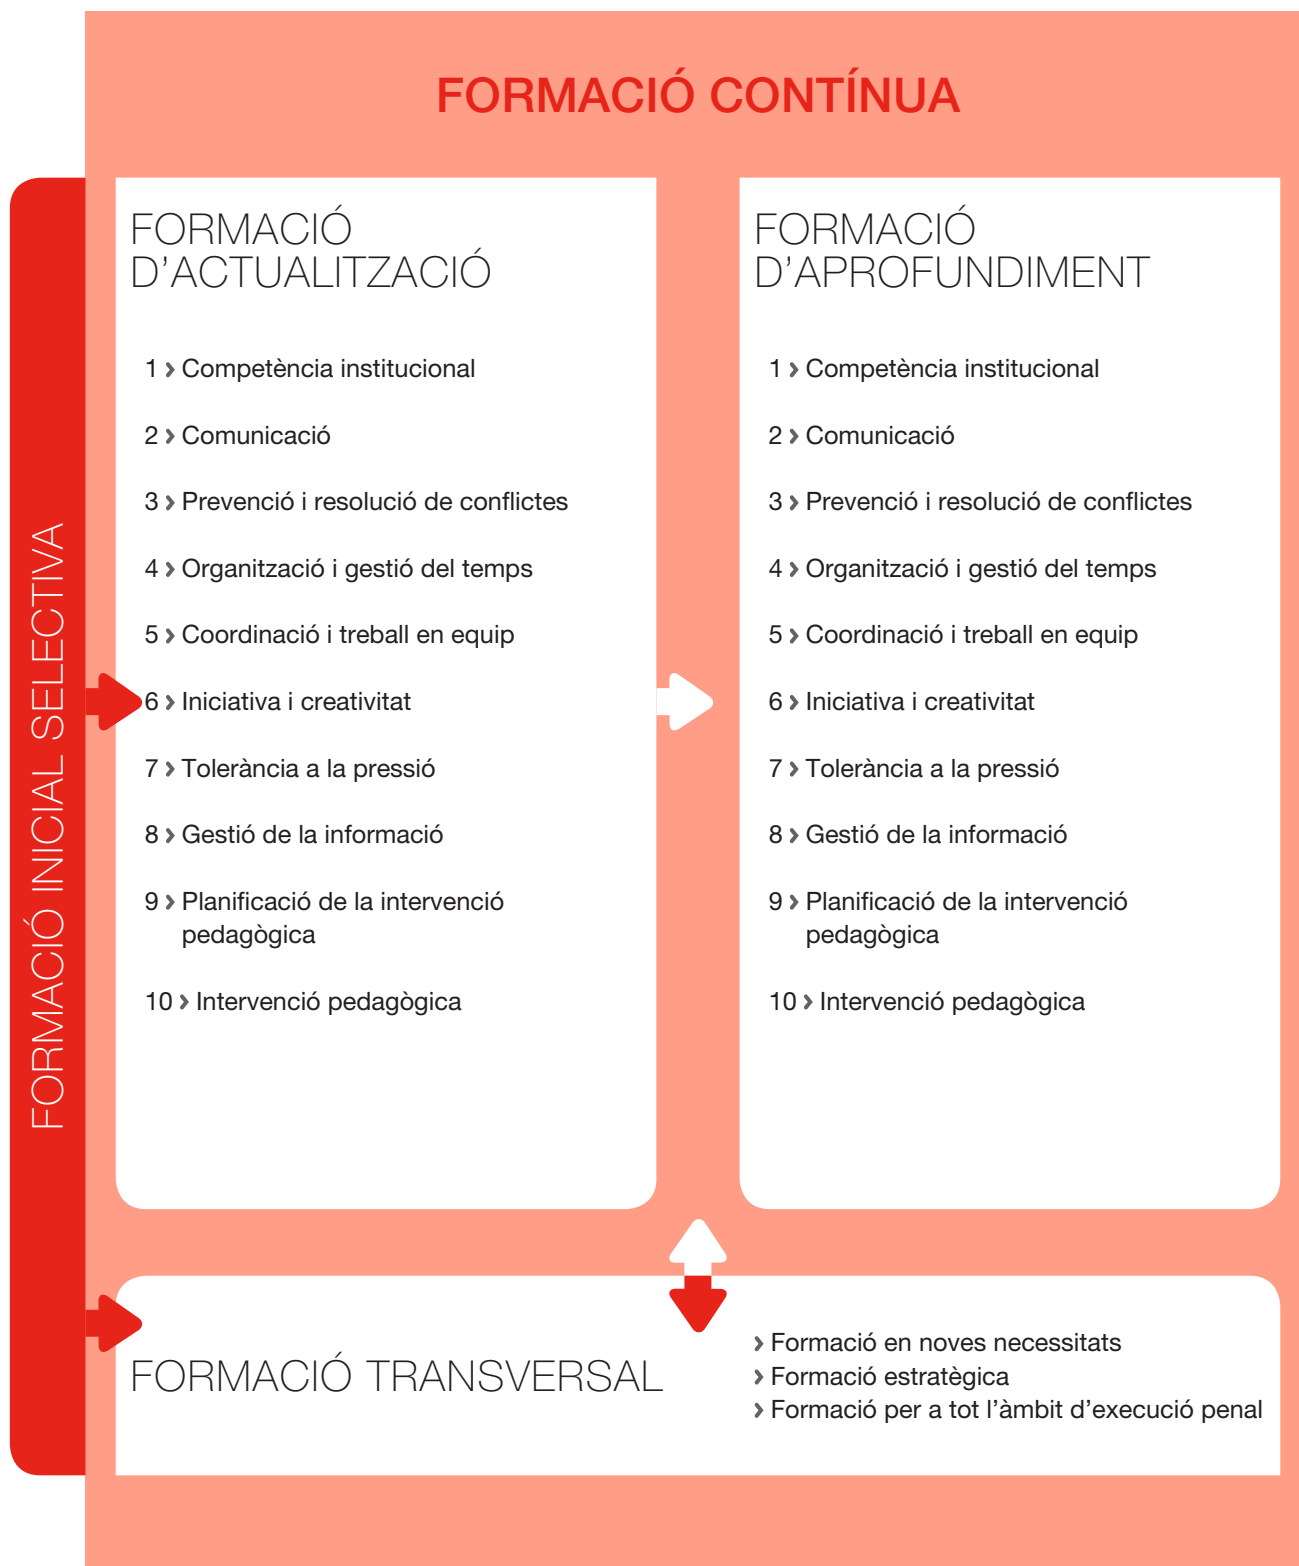 FORMACIÓ CONTÍNUA
FORMACIÓ INICIAL SELECTIVA
FORMACIÓ
D’ACTUALITZACIÓ
1 › Competència institucional
2 › Comunicació
3 › Prevenció i resolució de conflictes
4 › Organització i gestió del temps
5 › Coordinació i treball en equip
6 › Iniciativa i creativitat
7 › Tolerància a la pressió
8 › Gestió de la informació
9 › Planificació de la intervenció
pedagògica
10 › Intervenció pedagògica
FORMACIÓ
D’APROFUNDIMENT
1 › Competència institucional
2 › Comunicació
3 › Prevenció i resolució de conflictes
4 › Organització i gestió del temps
5 › Coordinació i treball en equip
6 › Iniciativa i creativitat
7 › Tolerància a la pressió
8 › Gestió de la informació
9 › Planificació de la intervenció
pedagògica
10 › Intervenció pedagògica
FORMACIÓ TRANSVERSAL
› Formació en noves necessitats
› Formació estratègica
› Formació per a tot l’àmbit d’execució penal